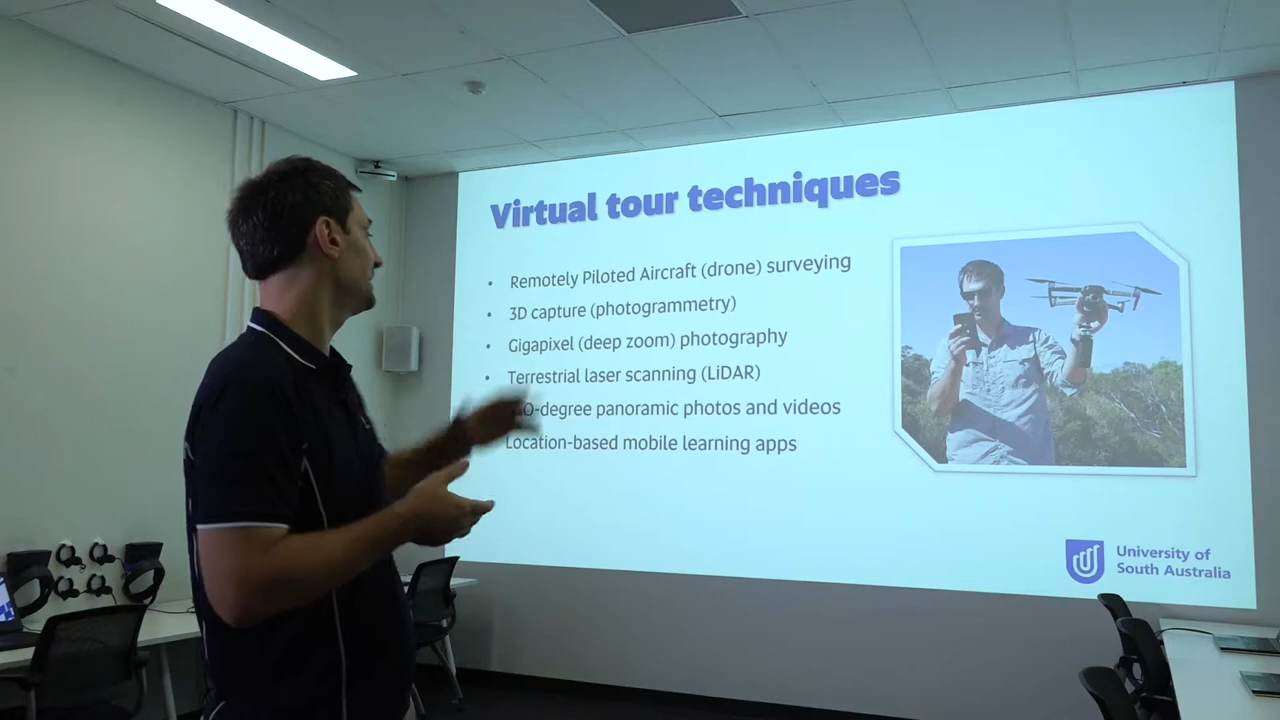 Virtual tour techniques
• Remotely Piloted Aircraft (drone) surveying
• 3D capture (photogrammetry)
• Gigapixel (deep zoom) photography
• Terrestrial laser scanning (LiDAR)
0-degree panoramic photos and videos
Location-based mobile learning apps
University of
South Australia